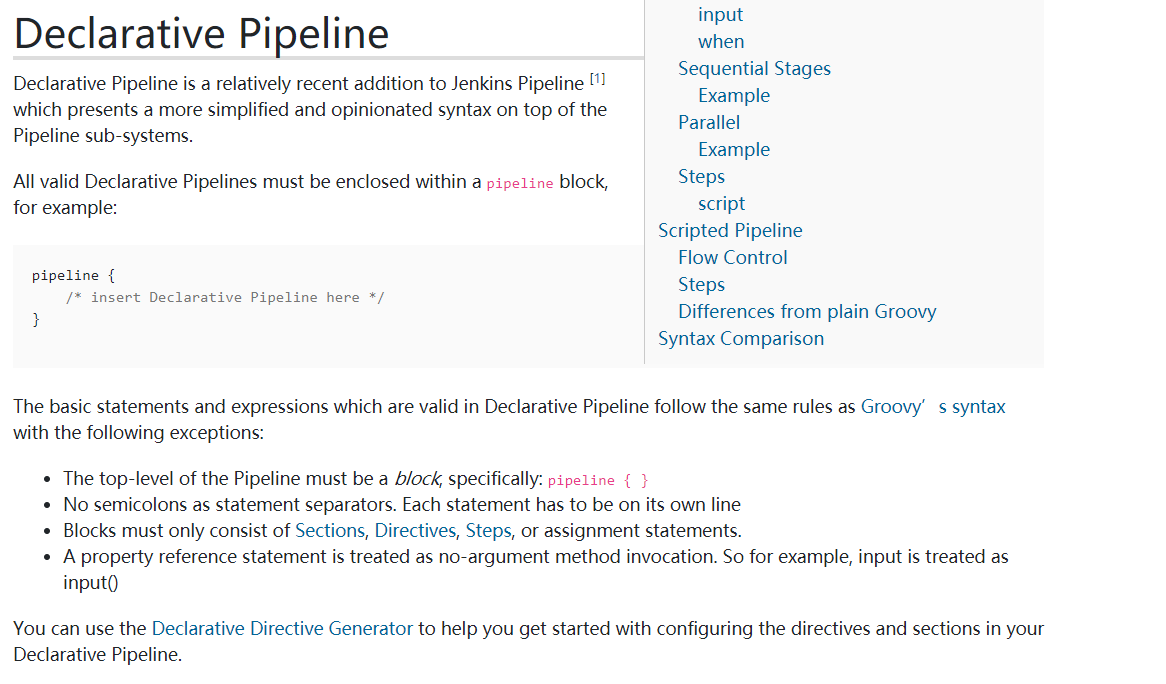 Declarative Pipeline
Declarative Pipeline is a relatively recent addition to Jenkins Pipeline [1]
which presents a more simplified and opinionated syntax on top of the
Pipeline sub-systems.
All valid Declarative Pipelines must be enclosed within a pipeline block,
for example:
pipeline {
    /* insert Declarative Pipeline here */
}
input
when
Sequential Stages
Example
Parallel
Example
Steps
script
Scripted Pipeline
Flow Control
Steps
Differences from plain Groovy
Syntax Comparison
The basic statements and expressions which are valid in Declarative Pipeline follow the same rules as Groovy’s syntax
with the following exceptions:
• The top-level of the Pipeline must be a block, specifically: pipeline { }
• No semicolons as statement separators. Each statement has to be on its own line
• Blocks must only consist of Sections, Directives, Steps, or assignment statements.
• A property reference statement is treated as no-argument method invocation. So for example, input is treated as
input()
You can use the Declarative Directive Generator to help you get started with configuring the directives and sections in your
Declarative Pipeline.